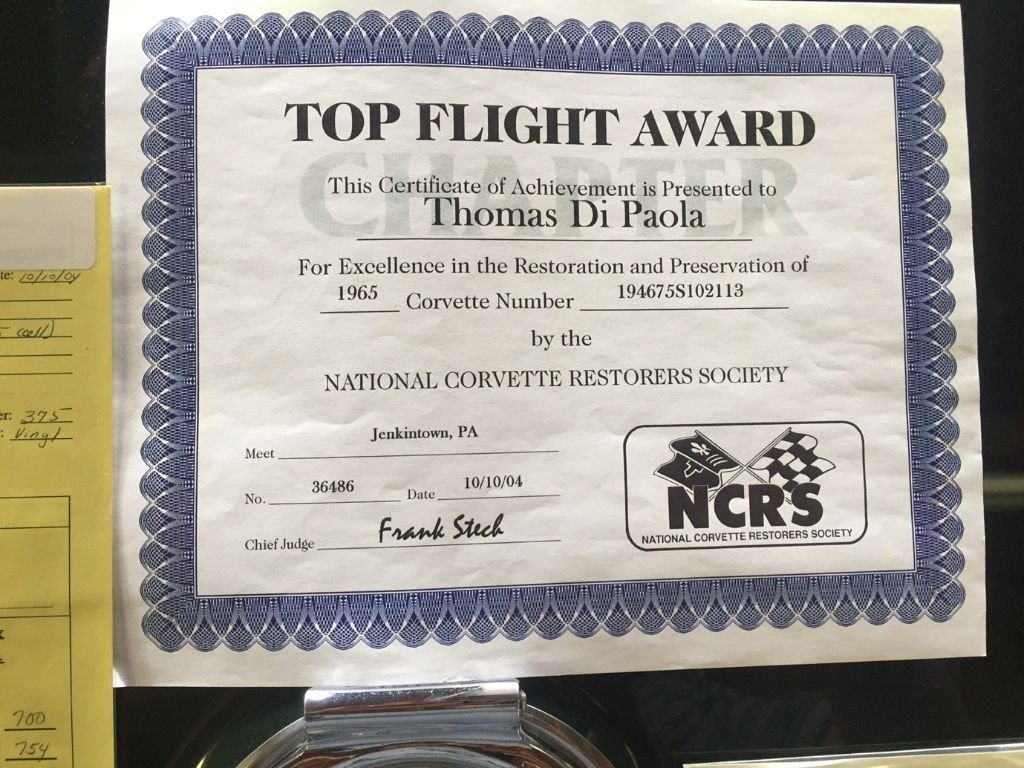 TOP FLIGHT AWARD
CHAPTER
This Certificate of Achievement is Presented to
Thomas Di Paola
For Excellence in the Restoration and Preservation of
1965 Corvette Number 194675S102113
by the
NATIONAL CORVETTE RESTORERS SOCIETY
Meet Jenkintown, PA
No. 36486 Date 10/10/04
Chief Judge Frank Stech
NCRS
NATIONAL CORVETTE RESTORERS SOCIETY
te: 10/10/04
(cell)
er: 375
: Vinyl
700
754